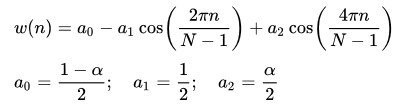 w(n) = a₀ − a₁ cos(2πn / (N − 1)) + a₂ cos(4πn / (N − 1))
a₀ = (1 − α) / 2;  a₁ = 1 / 2;  a₂ = α / 2